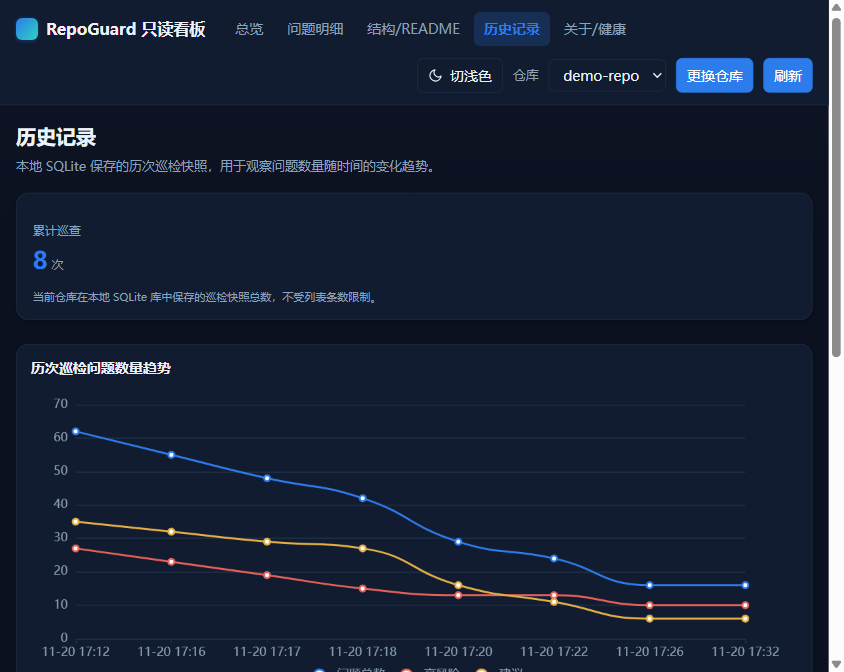 RepoGuard 只读看板 总览 问题明细 结构/README 历史记录 关于/健康
切浅色 仓库 demo-repo 更换仓库 刷新
历史记录
本地 SQLite 保存的历次巡检快照，用于观察问题数量随时间的变化趋势。
累计巡查
8 次
当前仓库在本地 SQLite 库中保存的巡检快照总数，不受列表条数限制。
历次巡检问题数量趋势
70
60
50
40
30
20
10
0
11-20 17:12 11-20 17:16 11-20 17:17 11-20 17:18 11-20 17:20 11-20 17:22 11-20 17:26 11-20 17:32